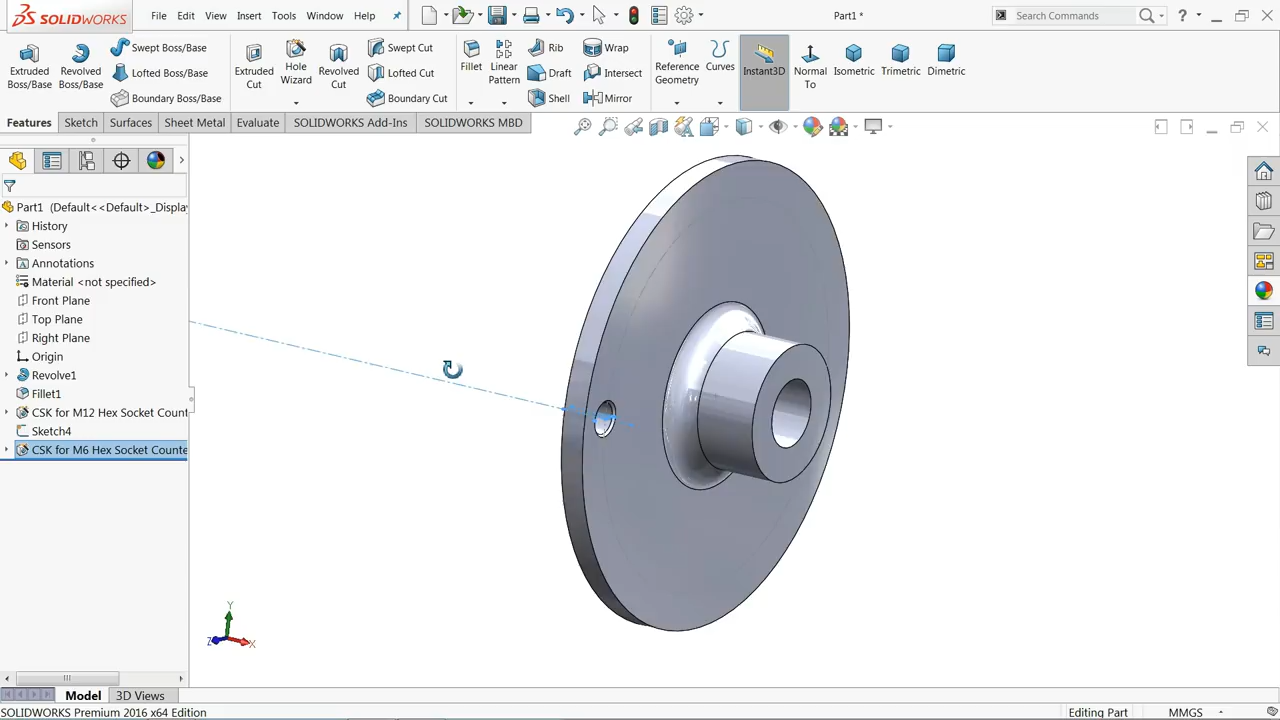 SOLIDWORKS File Edit View Insert Tools Window Help Part1 * Search Commands ?
Extruded Boss/Base
Revolved Boss/Base
Swept Boss/Base
Lofted Boss/Base
Boundary Boss/Base
Extruded Cut
Hole Wizard
Revolved Cut
Swept Cut
Lofted Cut
Boundary Cut
Fillet
Linear Pattern
Rib
Draft
Shell
Wrap
Intersect
Mirror
Reference Geometry
Curves
Instant3D
Normal To
Isometric
Trimetric
Dimetric
Features Sketch Surfaces Sheet Metal Evaluate SOLIDWORKS Add-Ins SOLIDWORKS MBD
Part1 (Default<<Default>_Displa
History
Sensors
Annotations
Material <not specified>
Front Plane
Top Plane
Right Plane
Origin
Revolve1
Fillet1
CSK for M12 Hex Socket Count
Sketch4
CSK for M6 Hex Socket Counte
Y
Z X
Model 3D Views
SOLIDWORKS Premium 2016 x64 Edition Editing Part MMGS